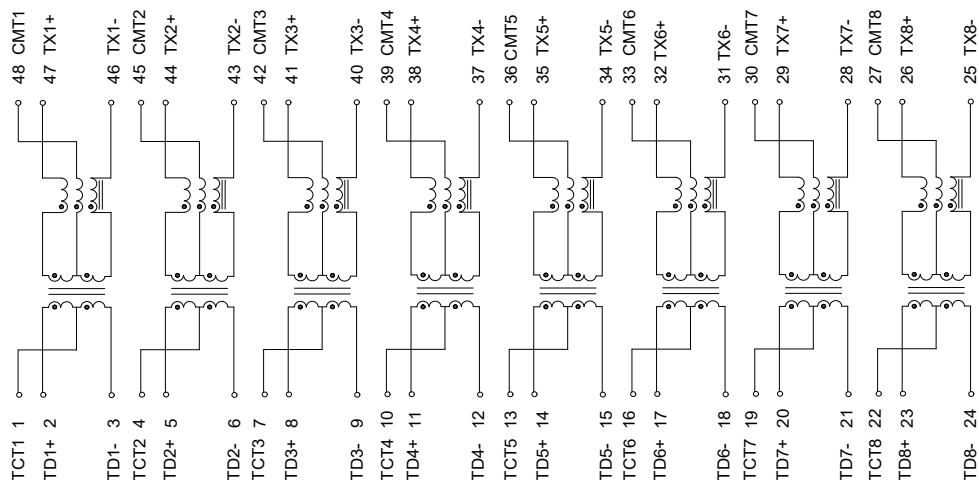 48 CMT1
47 TX1+
46 TX1-
45 CMT2
44 TX2+
43 TX2-
42 CMT3
41 TX3+
40 TX3-
39 CMT4
38 TX4+
37 TX4-
36 CMT5
35 TX5+
34 TX5-
33 CMT6
32 TX6+
31 TX6-
30 CMT7
29 TX7+
28 TX7-
27 CMT8
26 TX8+
25 TX8-
TCT1 1
TD1+ 2
TD1- 3
TCT2 4
TD2+ 5
TD2- 6
TCT3 7
TD3+ 8
TD3- 9
TCT4 10
TD4+ 11
TD4- 12
TCT5 13
TD5+ 14
TD5- 15
TCT6 16
TD6+ 17
TD6- 18
TCT7 19
TD7+ 20
TD7- 21
TCT8 22
TD8+ 23
TD8- 24